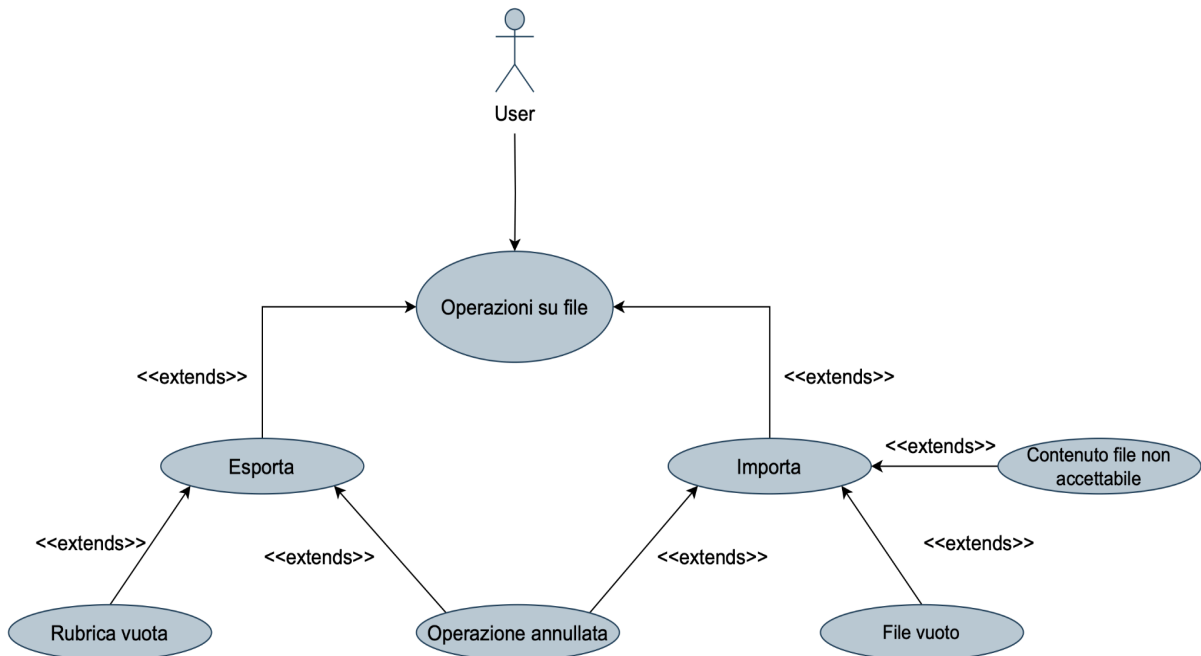 User
Operazioni su file
<<extends>>
<<extends>>
Esporta
Importa
<<extends>>
Contenuto file non
accettabile
<<extends>>
<<extends>>
<<extends>>
<<extends>>
Rubrica vuota
Operazione annullata
File vuoto